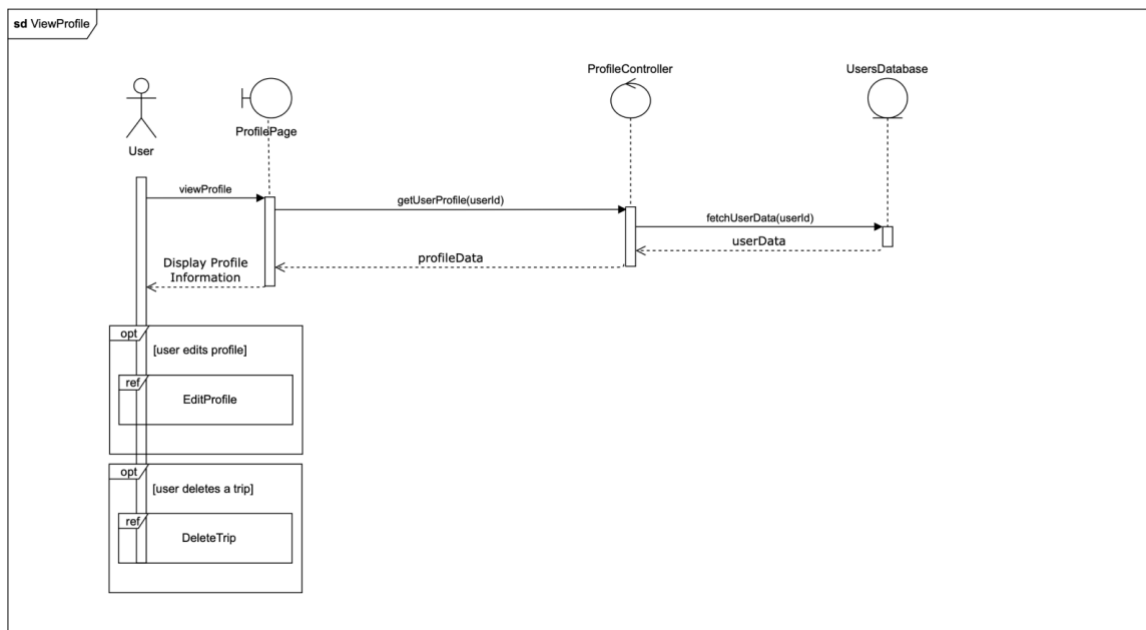 sd ViewProfile
ProfileController
UsersDatabase
ProfilePage
User
viewProfile
getUserProfile(userId)
fetchUserData(userId)
userData
profileData
Display Profile
Information
opt
[user edits profile]
ref
EditProfile
opt
[user deletes a trip]
ref
DeleteTrip